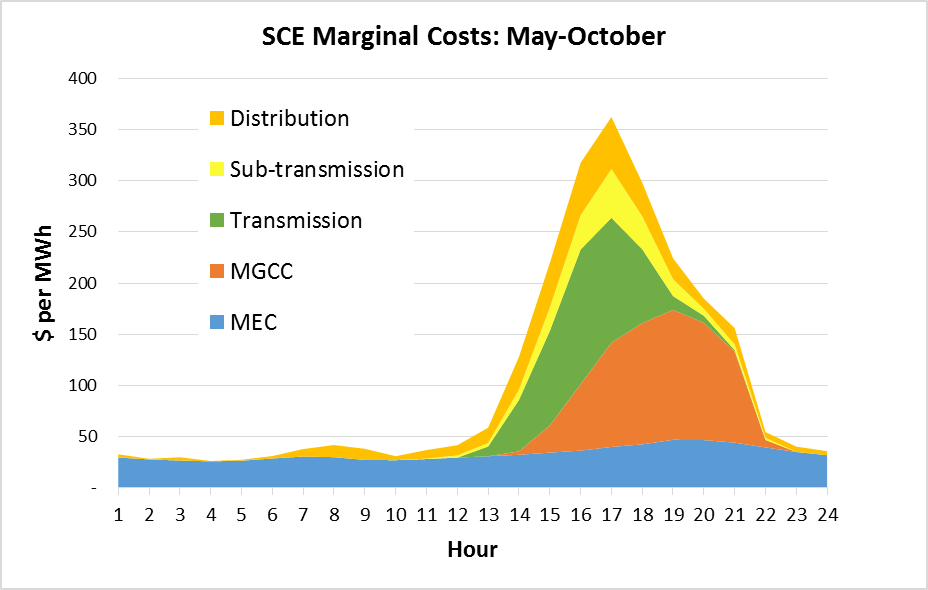 SCE Marginal Costs: May-October
400
350
300
250
200
150
100
50
-
$ per MWh
Distribution
Sub-transmission
Transmission
MGCC
MEC
1 2 3 4 5 6 7 8 9 10 11 12 13 14 15 16 17 18 19 20 21 22 23 24
Hour